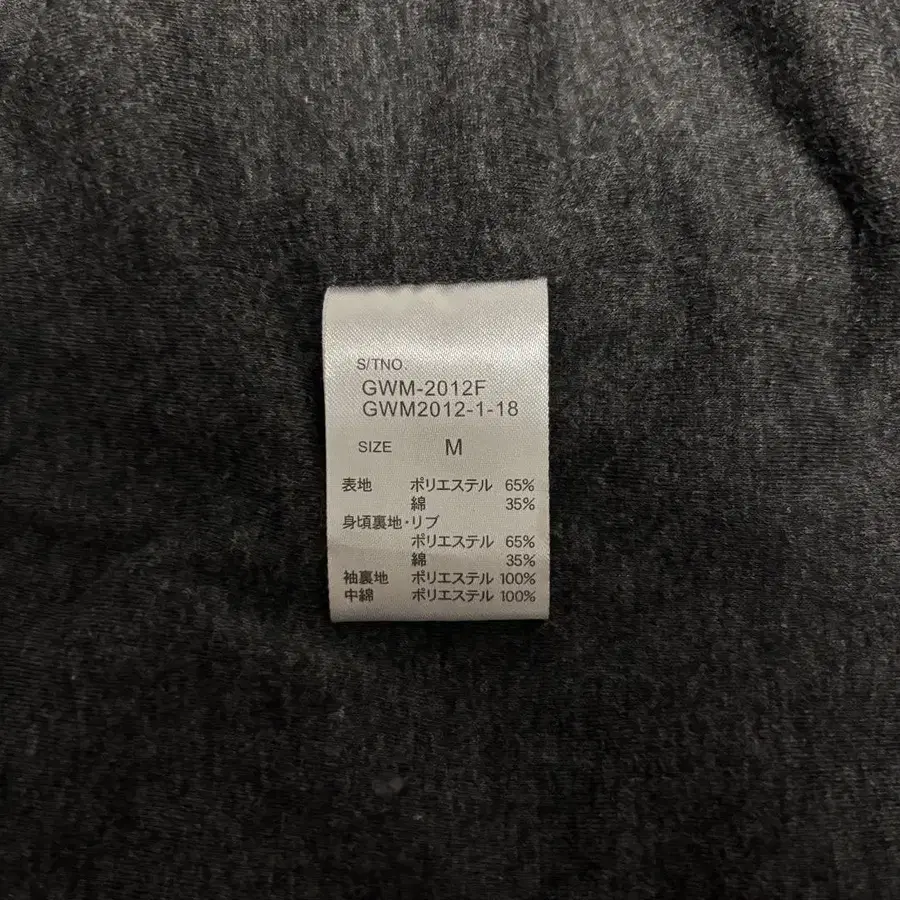 S/TNO.
GWM-2012F
GWM2012-1-18
SIZE M
表地 ポリエステル 65%
綿 35%
身頃裏地・リブ
ポリエステル 65%
綿 35%
袖裏地 ポリエステル 100%
中綿 ポリエステル 100%